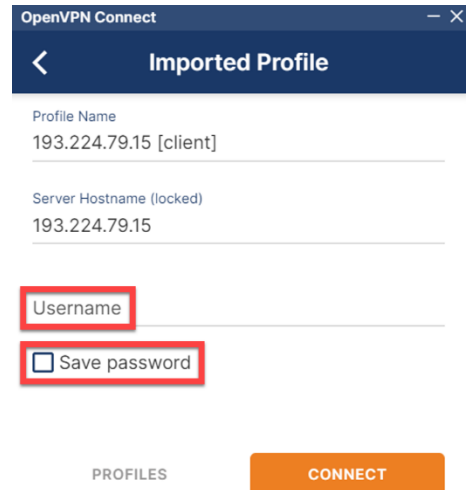 OpenVPN Connect
Imported Profile
Profile Name
193.224.79.15 [client]
Server Hostname (locked)
193.224.79.15
Username
Save password
PROFILES
CONNECT